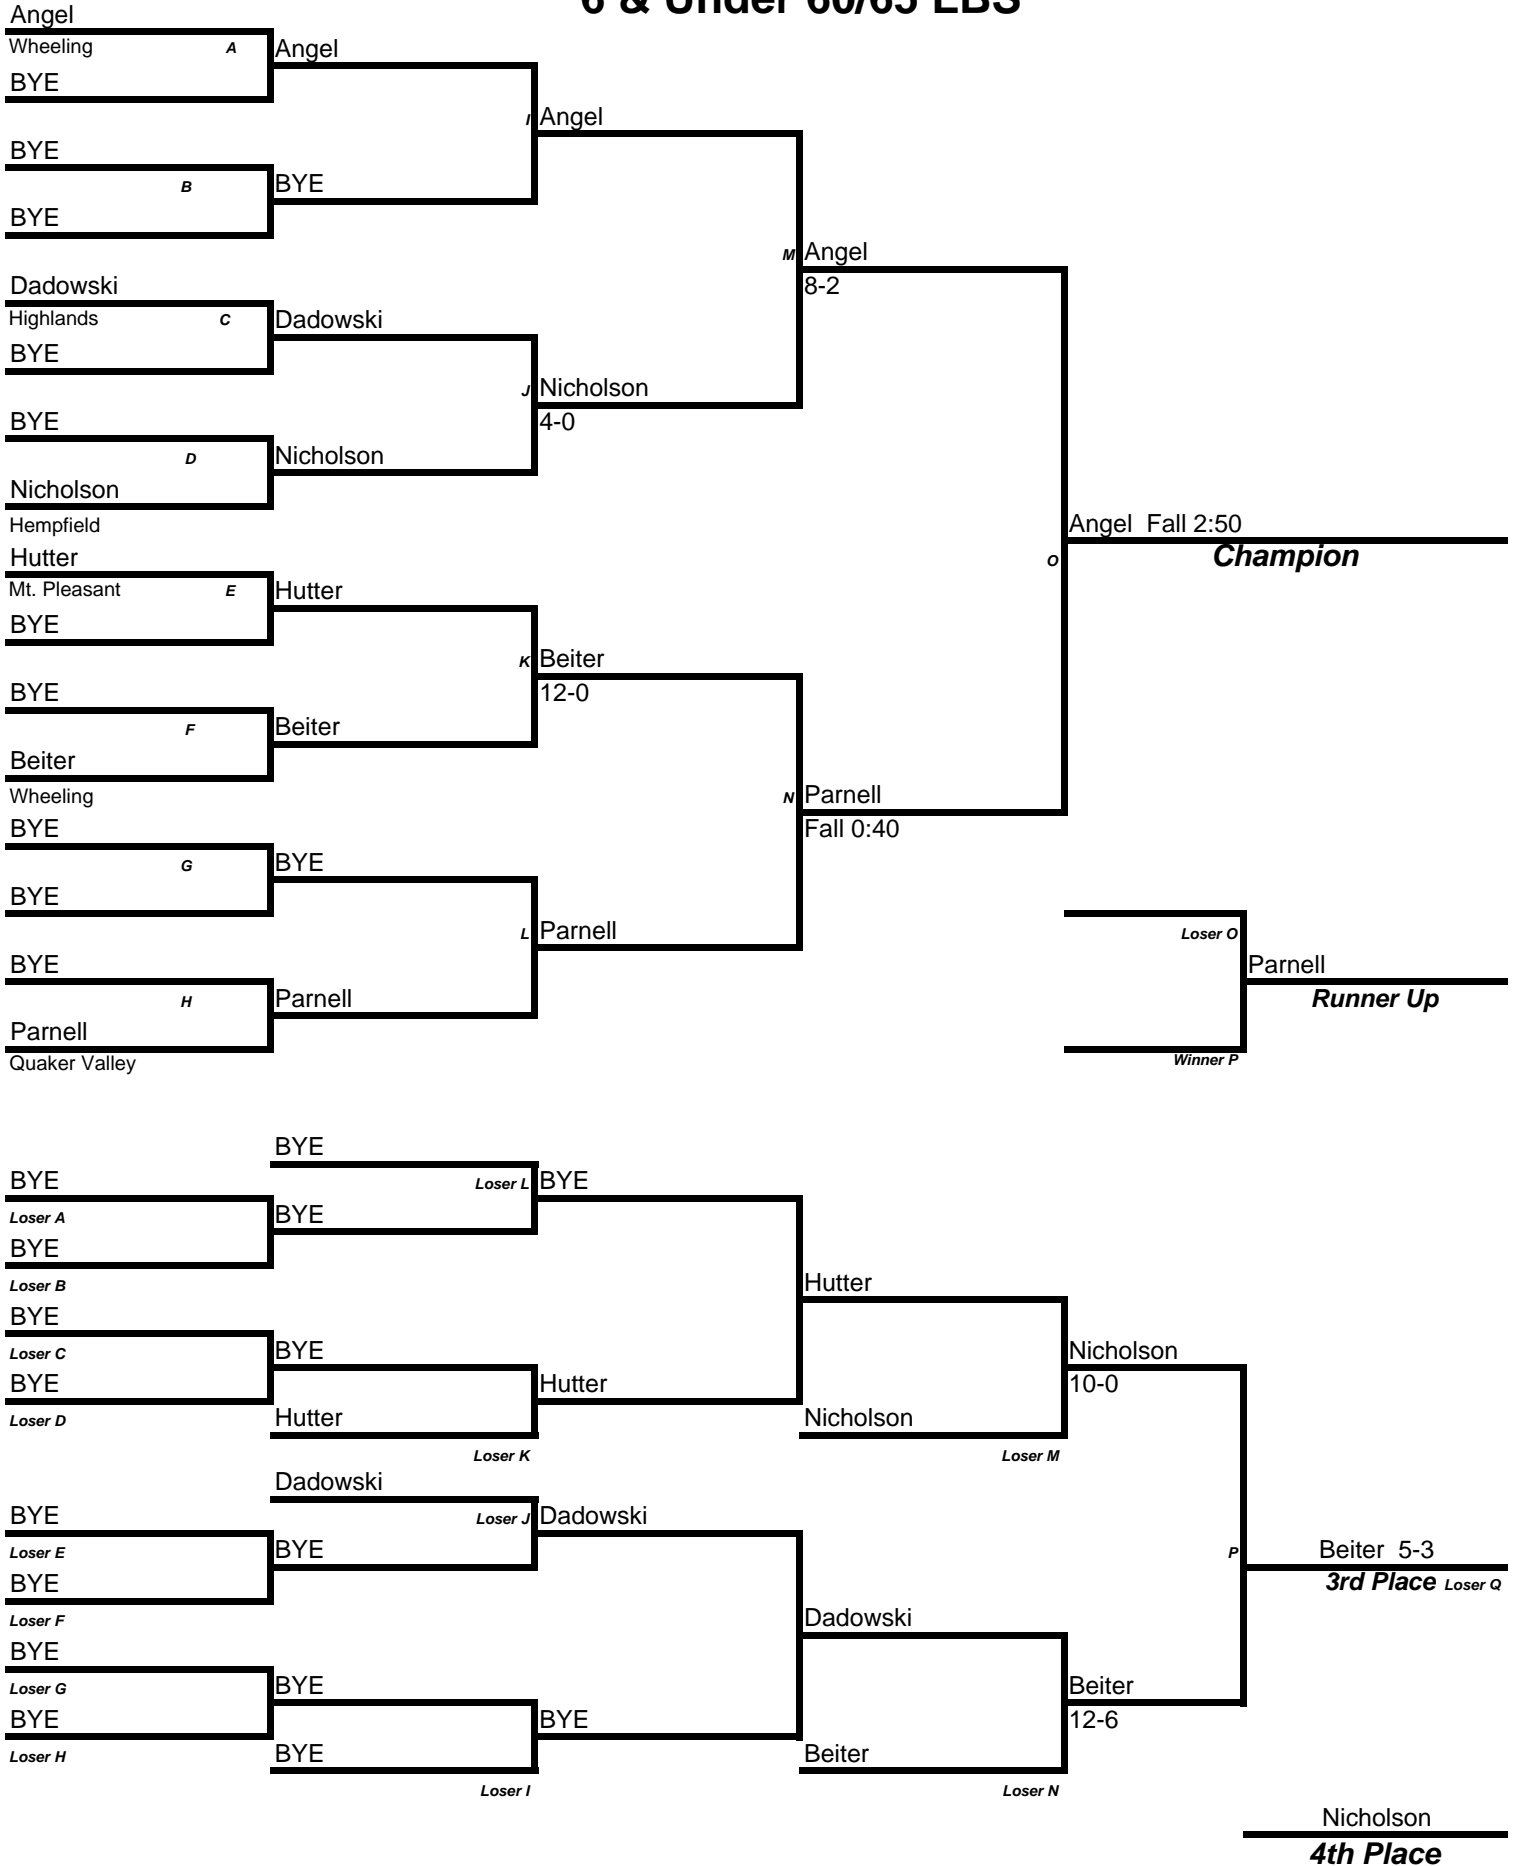 6 & Under 60/65 LBS
Angel
Wheeling A Angel
BYE
I Angel
BYE
B BYE
BYE
M Angel
8-2
Dadowski
Highlands C Dadowski
BYE
J Nicholson
4-0
BYE
D Nicholson
Nicholson
Hempfield
Angel Fall 2:50
O Champion
Hutter
Mt. Pleasant E Hutter
BYE
K Beiter
12-0
BYE
F Beiter
Beiter
Wheeling
N Parnell
Fall 0:40
BYE
G BYE
BYE
L Parnell
Loser O
BYE
Parnell
H Parnell
Runner Up
Parnell
Quaker Valley
Winner P
BYE
BYE
Loser L BYE
Loser A BYE
BYE
Loser B
Hutter
BYE
Loser C BYE
Nicholson
BYE
Hutter
10-0
Loser D Hutter
Nicholson
Loser K
Loser M
Dadowski
BYE
Loser J Dadowski
Loser E BYE
P Beiter 5-3
BYE
3rd Place Loser Q
Loser F
Dadowski
BYE
Loser G BYE
Beiter
BYE
BYE
12-6
Loser H BYE
Beiter
Loser I
Loser N
Nicholson
4th Place